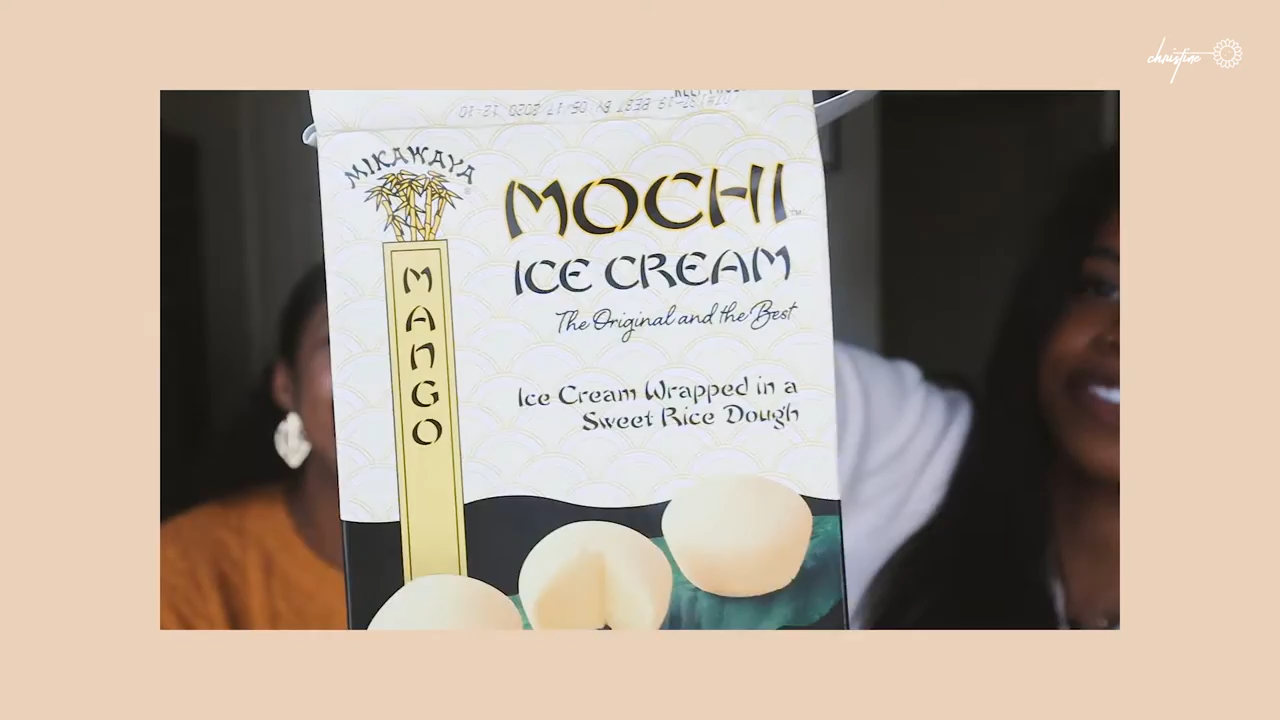 christine
MIKAWAYA
MOCHI
ICE CREAM
The Original and the Best
MANGO
Ice Cream Wrapped in a
Sweet Rice Dough